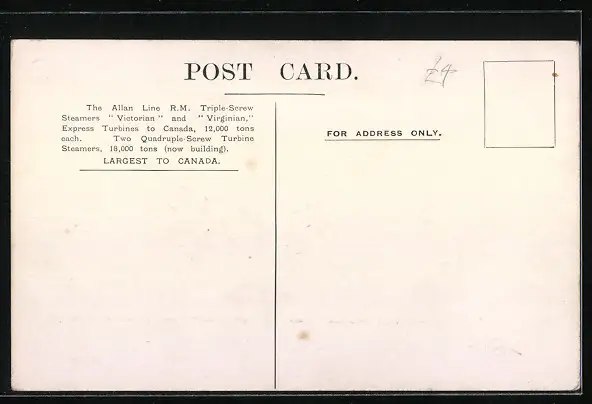 POST CARD.
£4
The Allan Line R.M. Triple-Screw
Steamers "Victorian" and "Virginian,"
Express Turbines to Canada, 12,000 tons
each. Two Quadruple-Screw Turbine
Steamers, 18,000 tons (now building).
LARGEST TO CANADA.
FOR ADDRESS ONLY.